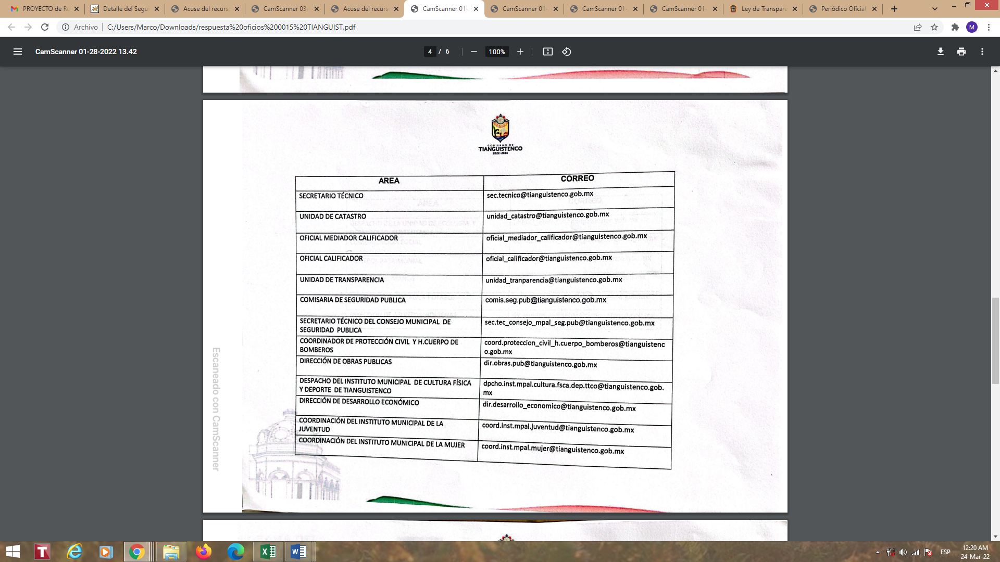 PROYECTO de Re
Detalle del Segui
Acuse del recurso
CamScanner 03-
Acuse del recurso
CamScanner 01-
CamScanner 01-
CamScanner 01-
CamScanner 01-
Ley de Transpare
Periódico Oficial
Archivo
C:/Users/Marco/Downloads/respuesta%20oficios%200015%20TIANGUIST.pdf
M
CamScanner 01-28-2022 13.42
4 / 6
100%
GOBIERNO DE
TIANGUISTENCO
2022-2024
AREA CORREO
SECRETARIO TÉCNICO sec.tecnico@tianguistenco.gob.mx
UNIDAD DE CATASTRO unidad_catastro@tianguistenco.gob.mx
OFICIAL MEDIADOR CALIFICADOR oficial_mediador_calificador@tianguistenco.gob.mx
OFICIAL CALIFICADOR oficial_calificador@tianguistenco.gob.mx
UNIDAD DE TRANSPARENCIA unidad_tranparencia@tianguistenco.gob.mx
COMISARIA DE SEGURIDAD PUBLICA comis.seg.pub@tianguistenco.gob.mx
SECRETARIO TÉCNICO DEL CONSEJO MUNICIPAL DE
SEGURIDAD PUBLICA
sec.tec_consejo_mpal_seg.pub@tianguistenco.gob.mx
COORDINADOR DE PROTECCIÓN CIVIL Y H.CUERPO DE
BOMBEROS
coord.proteccion_civil_h.cuerpo_bomberos@tianguistenc
o.gob.mx
DIRECCIÓN DE OBRAS PUBLICAS dir.obras.pub@tianguistenco.gob.mx
DESPACHO DEL INSTITUTO MUNICIPAL DE CULTURA FÍSICA
Y DEPORTE DE TIANGUISTENCO
dpcho.inst.mpal.cultura.fsca.dep.ttco@tianguistenco.gob.
mx
DIRECCIÓN DE DESARROLLO ECONÓMICO dir.desarrollo_economico@tianguistenco.gob.mx
COORDINACIÓN DEL INSTITUTO MUNICIPAL DE LA
JUVENTUD
coord.inst.mpal.juventud@tianguistenco.gob.mx
COORDINACIÓN DEL INSTITUTO MUNICIPAL DE LA MUJER coord.inst.mpal.mujer@tianguistenco.gob.mx
Escaneado con CamScanner
ESP
12:20 AM
24-Mar-22